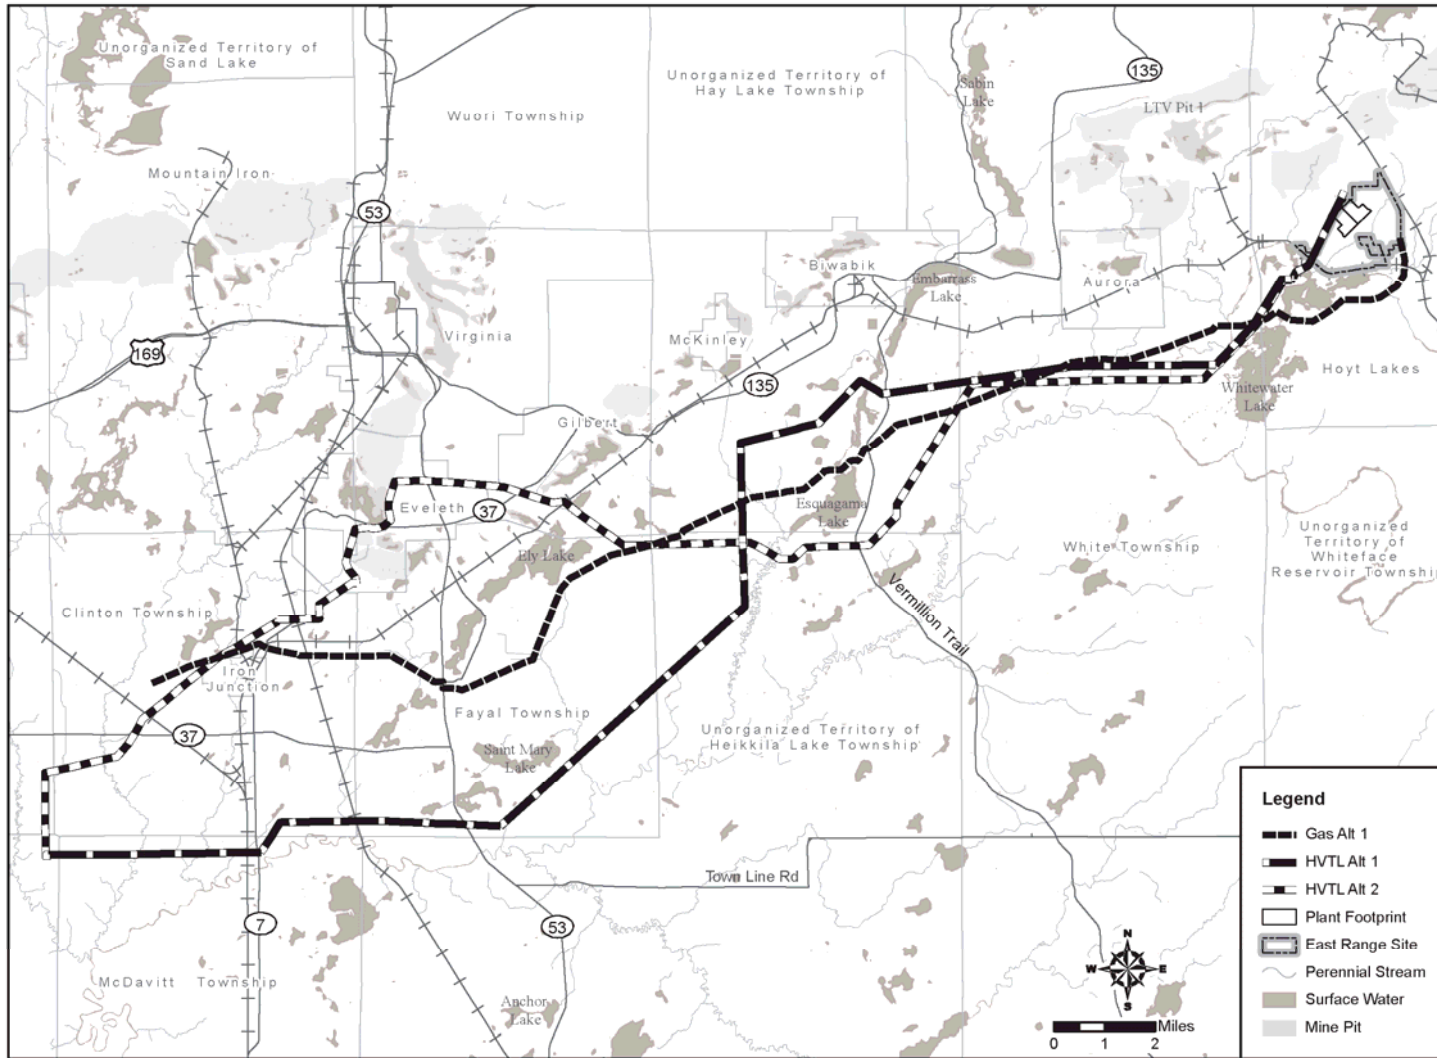 Unorganized Territory of
Sand Lake
Unorganized Territory of
Hay Lake Township
Sabin
Lake
135
LTV Pit 1
Wuori Township
Mountain Iron
53
Biwabik
Embarrass
Lake
Aurora
Virginia
McKinley
169
135
Hoyt Lakes
Whitewater
Lake
Gilbert
Eveleth
37
Esquagama
Lake
Ely Lake
White Township
Unorganized
Territory of
Whiteface
Reservoir Township
Vermillion Trail
Clinton Township
Iron
Junction
Fayal Township
37
Saint Mary
Lake
Unorganized Territory of
Heikkila Lake Township
Town Line Rd
7
53
McDavitt Township
Anchor
Lake
N
W E
S
Miles
0 1 2
Legend
Gas Alt 1
HVTL Alt 1
HVTL Alt 2
Plant Footprint
East Range Site
Perennial Stream
Surface Water
Mine Pit